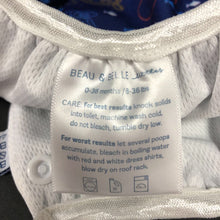 BEAU & BELLE Littles
0-36 months / 8-36 lbs
CARE: For best results knock solids
into toilet, machine wash cold,
do not bleach, tumble dry low.
For worst results let several poops
accumulate, bleach in boiling water
with red and white dress shirts,
blow dry on roof rack.